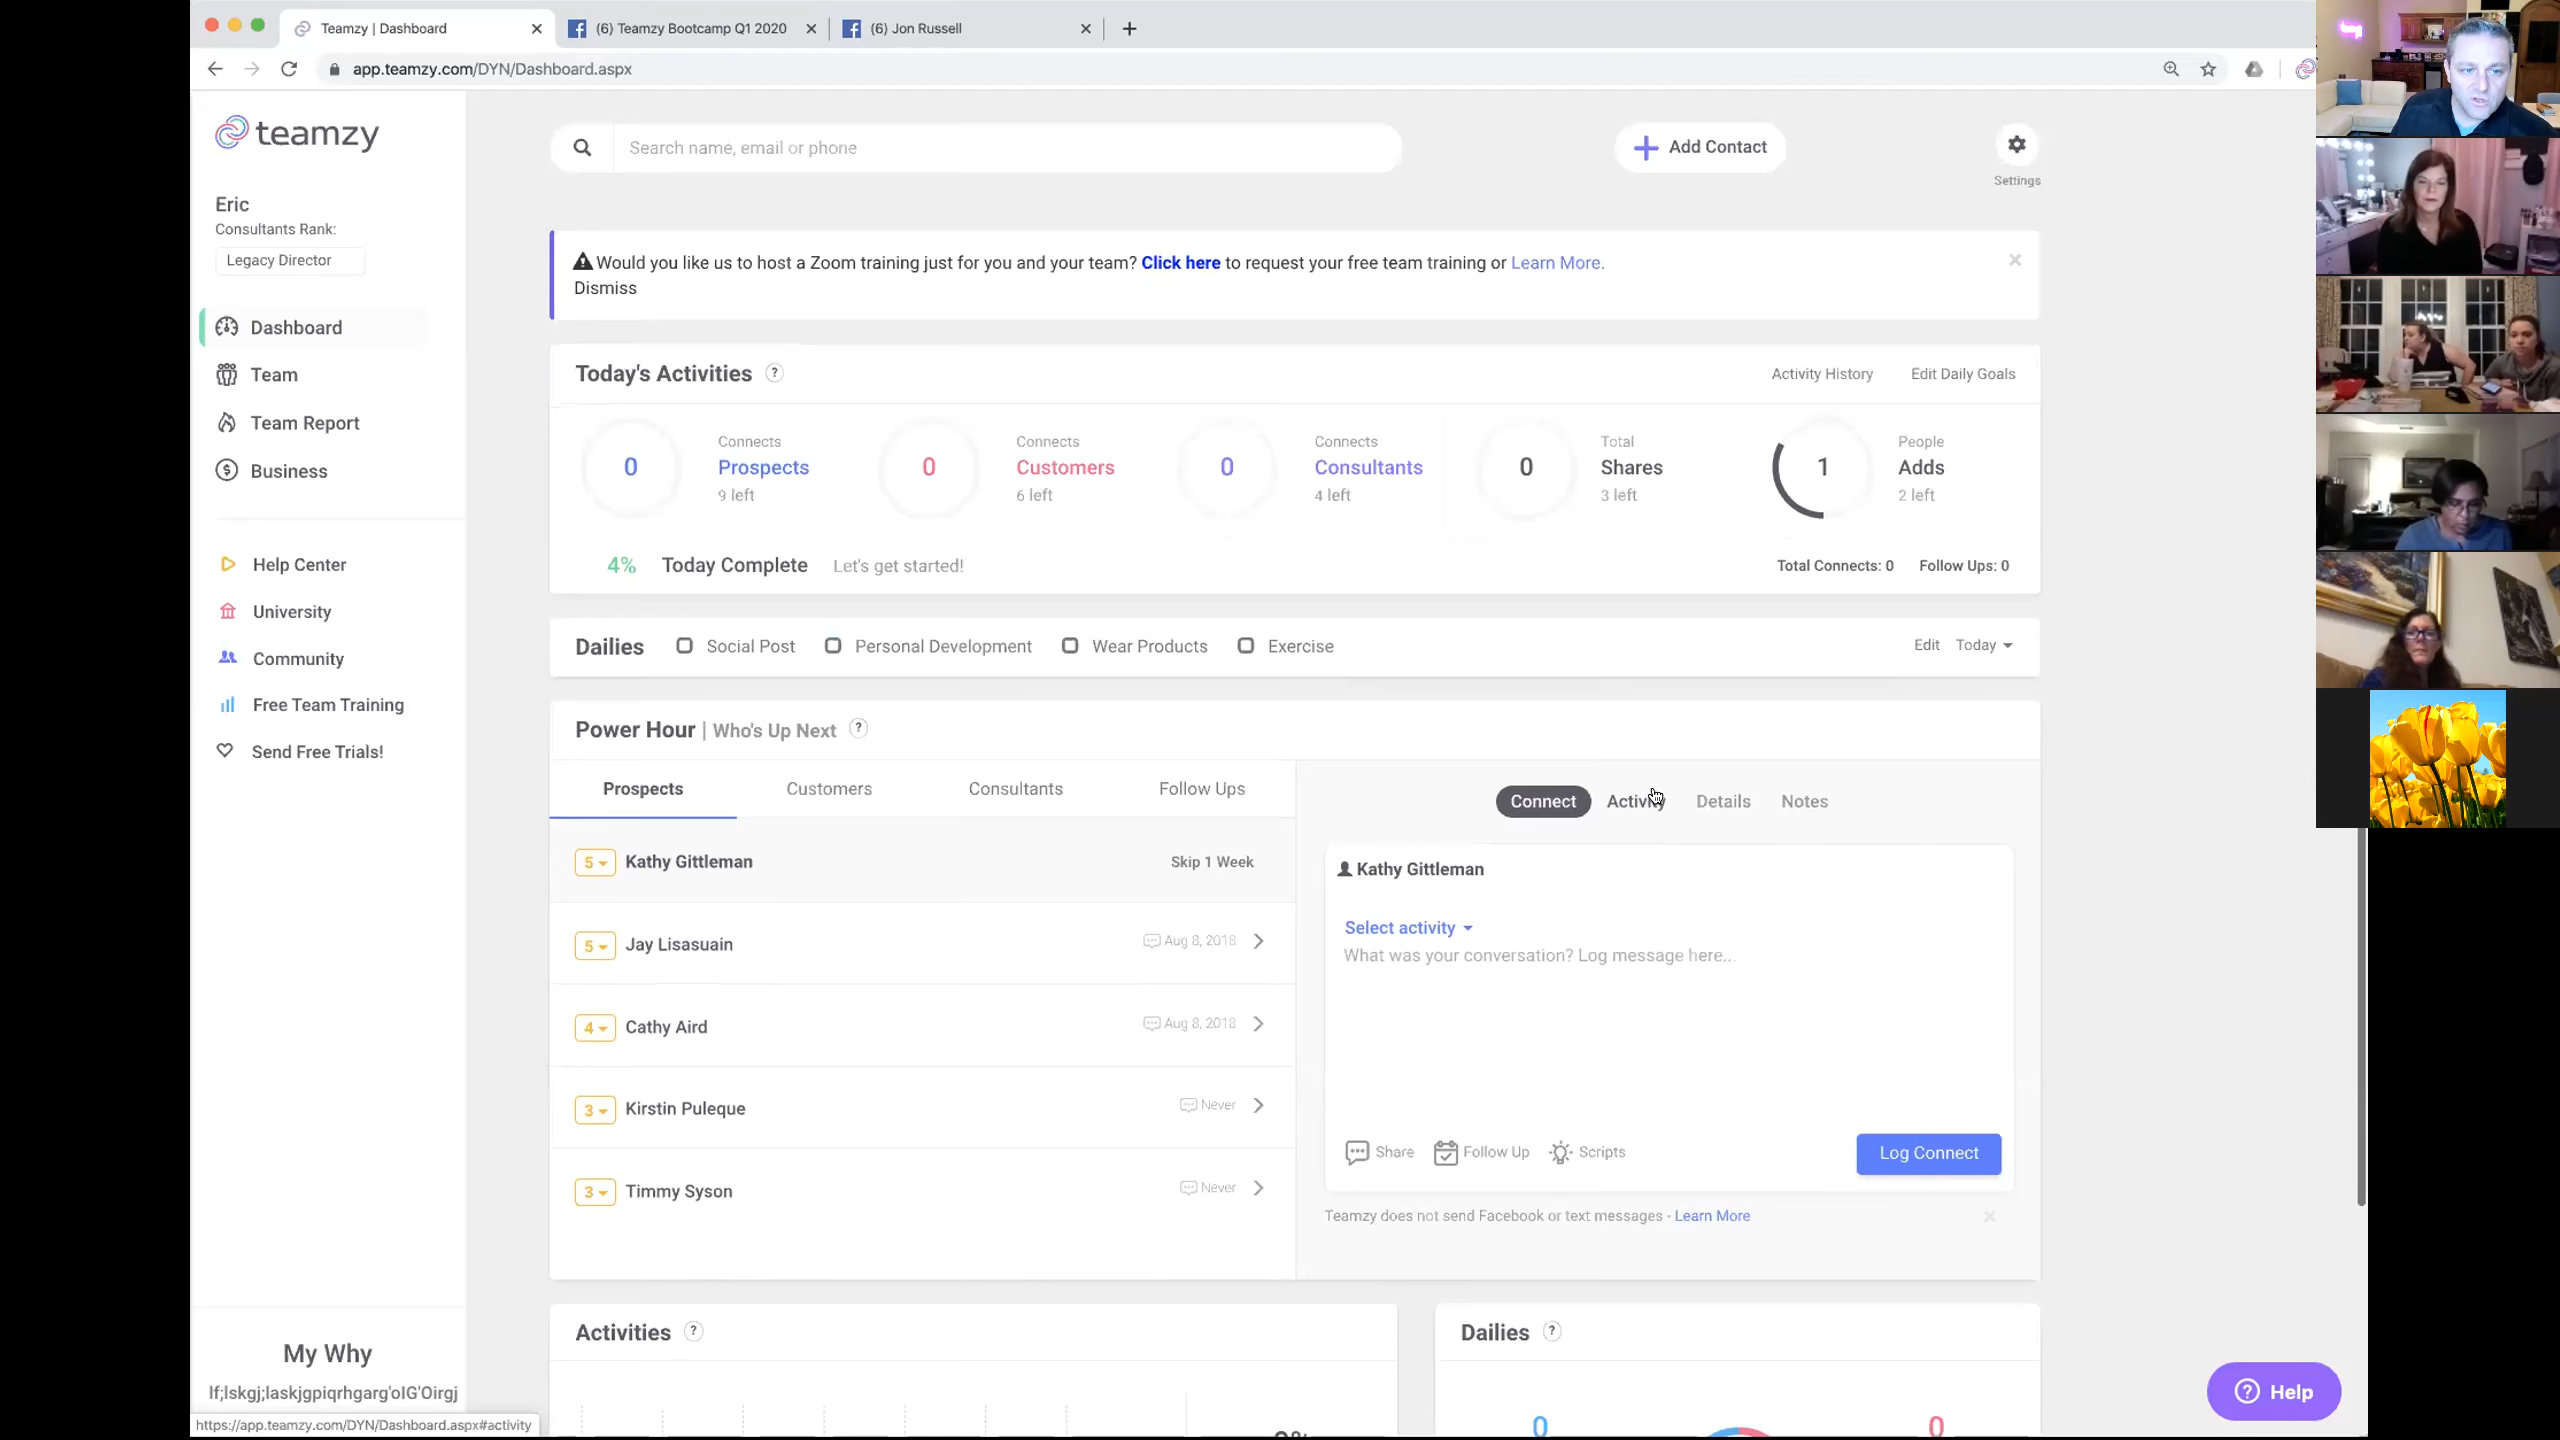 Teamzy | Dashboard
(6) Teamzy Bootcamp Q1 2020
(6) Jon Russell
app.teamzy.com/DYN/Dashboard.aspx
teamzy
Eric
Consultants Rank:
Legacy Director
Dashboard
Team
Team Report
Business
Help Center
University
Community
Free Team Training
Send Free Trials!
My Why
lf;lskgj;laskjgpiqrhgarg'olG'Oirgj
https://app.teamzy.com/DYN/Dashboard.aspx#activity
Search name, email or phone
Add Contact
Settings
Would you like us to host a Zoom training just for you and your team? Click here to request your free team training or Learn More.
Dismiss
Today's Activities ?
Activity History
Edit Daily Goals
0
Connects
Prospects
9 left
0
Connects
Customers
6 left
0
Connects
Consultants
4 left
0
Total
Shares
3 left
1
People
Adds
2 left
4% Today Complete Let's get started!
Total Connects: 0 Follow Ups: 0
Dailies Social Post Personal Development Wear Products Exercise
Edit Today
Power Hour | Who's Up Next ?
Prospects Customers Consultants Follow Ups
5 Kathy Gittleman Skip 1 Week
5 Jay Lisasuain Aug 8, 2018
4 Cathy Aird Aug 8, 2018
3 Kirstin Puleque Never
3 Timmy Syson Never
Connect Activity Details Notes
Kathy Gittleman
Select activity
What was your conversation? Log message here...
Share Follow Up Scripts
Log Connect
Teamzy does not send Facebook or text messages - Learn More
Activities ?
Dailies ?
0
0
Help